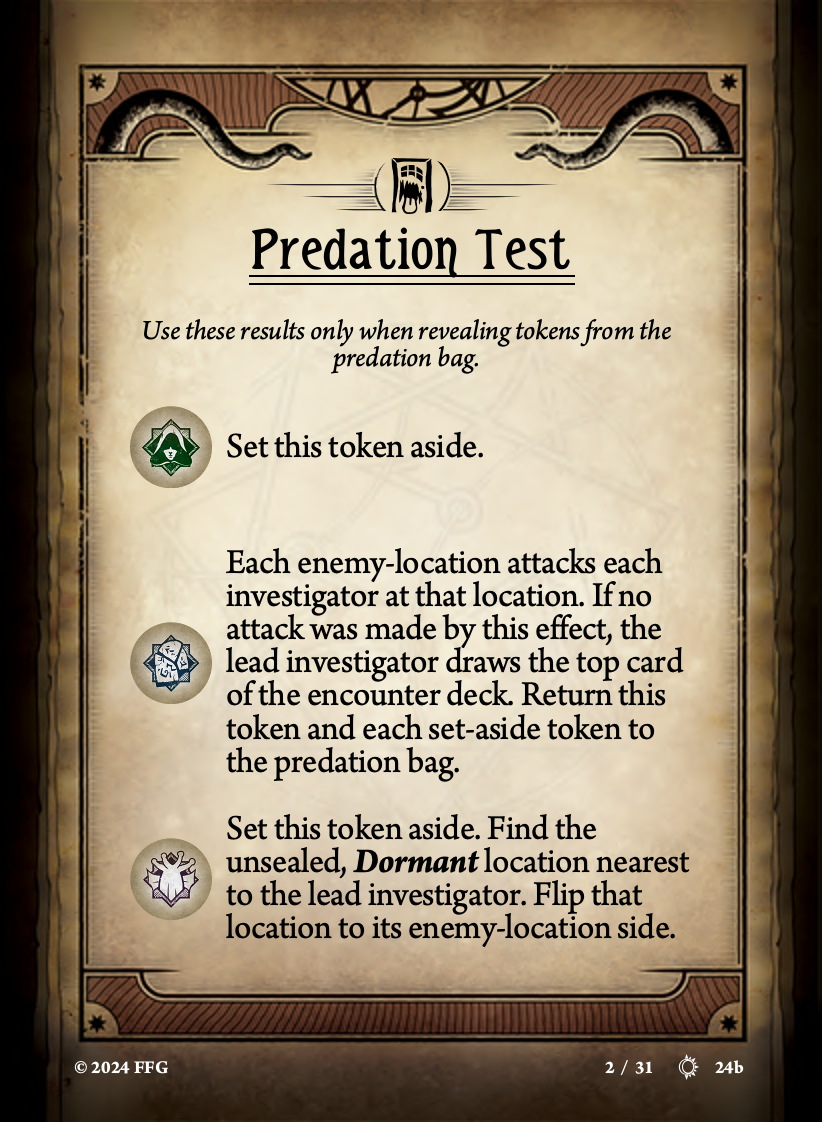 Predation Test
Use these results only when revealing tokens from the
predation bag.
Set this token aside.
Each enemy-location attacks each
investigator at that location. If no
attack was made by this effect, the
lead investigator draws the top card
of the encounter deck. Return this
token and each set-aside token to
the predation bag.
Set this token aside. Find the
unsealed, Dormant location nearest
to the lead investigator. Flip that
location to its enemy-location side.
© 2024 FFG
2 / 31
24b